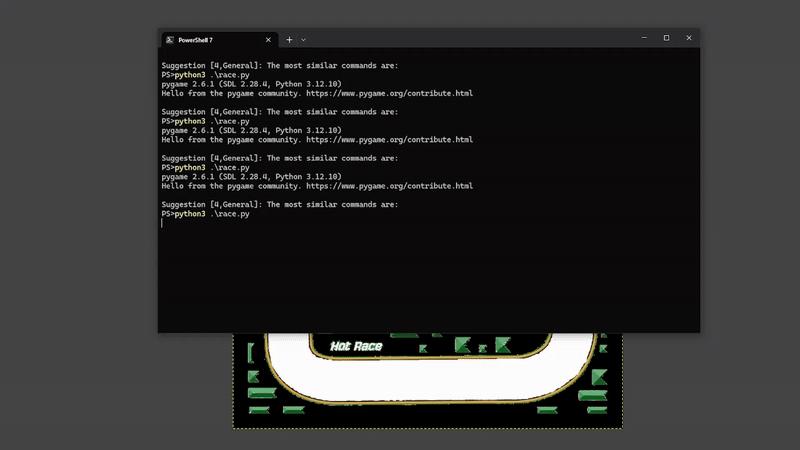 PowerShell 7
Suggestion [4,General]: The most similar commands are:
PS>python3 .\race.py
pygame 2.6.1 (SDL 2.28.4, Python 3.12.10)
Hello from the pygame community. https://www.pygame.org/contribute.html
Suggestion [4,General]: The most similar commands are:
PS>python3 .\race.py
pygame 2.6.1 (SDL 2.28.4, Python 3.12.10)
Hello from the pygame community. https://www.pygame.org/contribute.html
Suggestion [4,General]: The most similar commands are:
PS>python3 .\race.py
pygame 2.6.1 (SDL 2.28.4, Python 3.12.10)
Hello from the pygame community. https://www.pygame.org/contribute.html
Suggestion [4,General]: The most similar commands are:
PS>python3 .\race.py
Hot Race